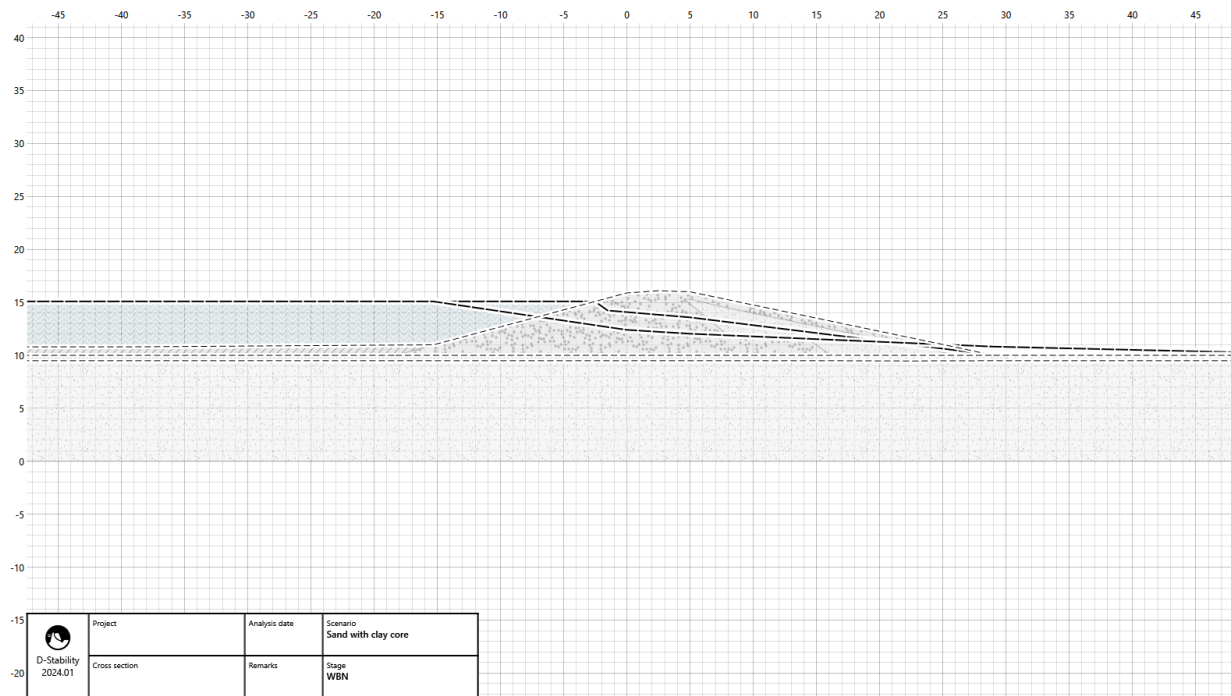 -45 -40 -35 -30 -25 -20 -15 -10 -5 0 5 10 15 20 25 30 35 40 45
40
35
30
25
20
15
10
5
0
-5
-10
-15
-20
Project
Analysis date
Scenario
Sand with clay core
D-Stability
2024.01
Cross section
Remarks
Stage
WBN